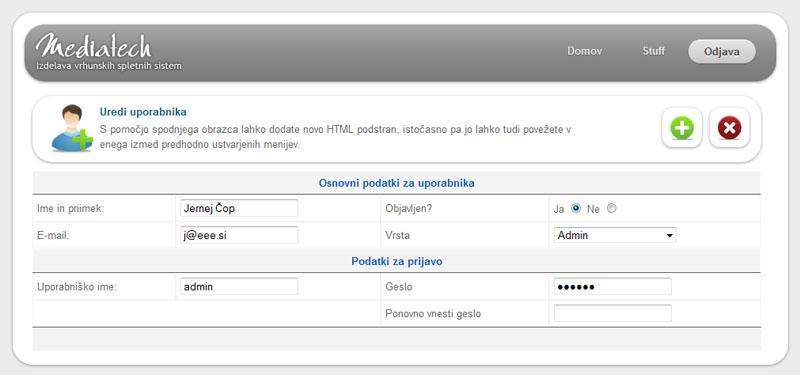 Mediatech
Izdelava vrhunskih spletnih sistem
Domov
Stuff
Odjava
Uredi uporabnika
S pomočjo spodnjega obrazca lahko dodate novo HTML podstran, istočasno pa jo lahko tudi povežete v
enega izmed predhodno ustvarjenih menijev.
Osnovni podatki za uporabnika
Ime in priimek:
Jernej Čop
Objavljen?
Ja
Ne
E-mail:
j@eee.si
Vrsta
Admin
Podatki za prijavo
Uporabniško ime:
admin
Geslo
••••••
Ponovno vnesti geslo